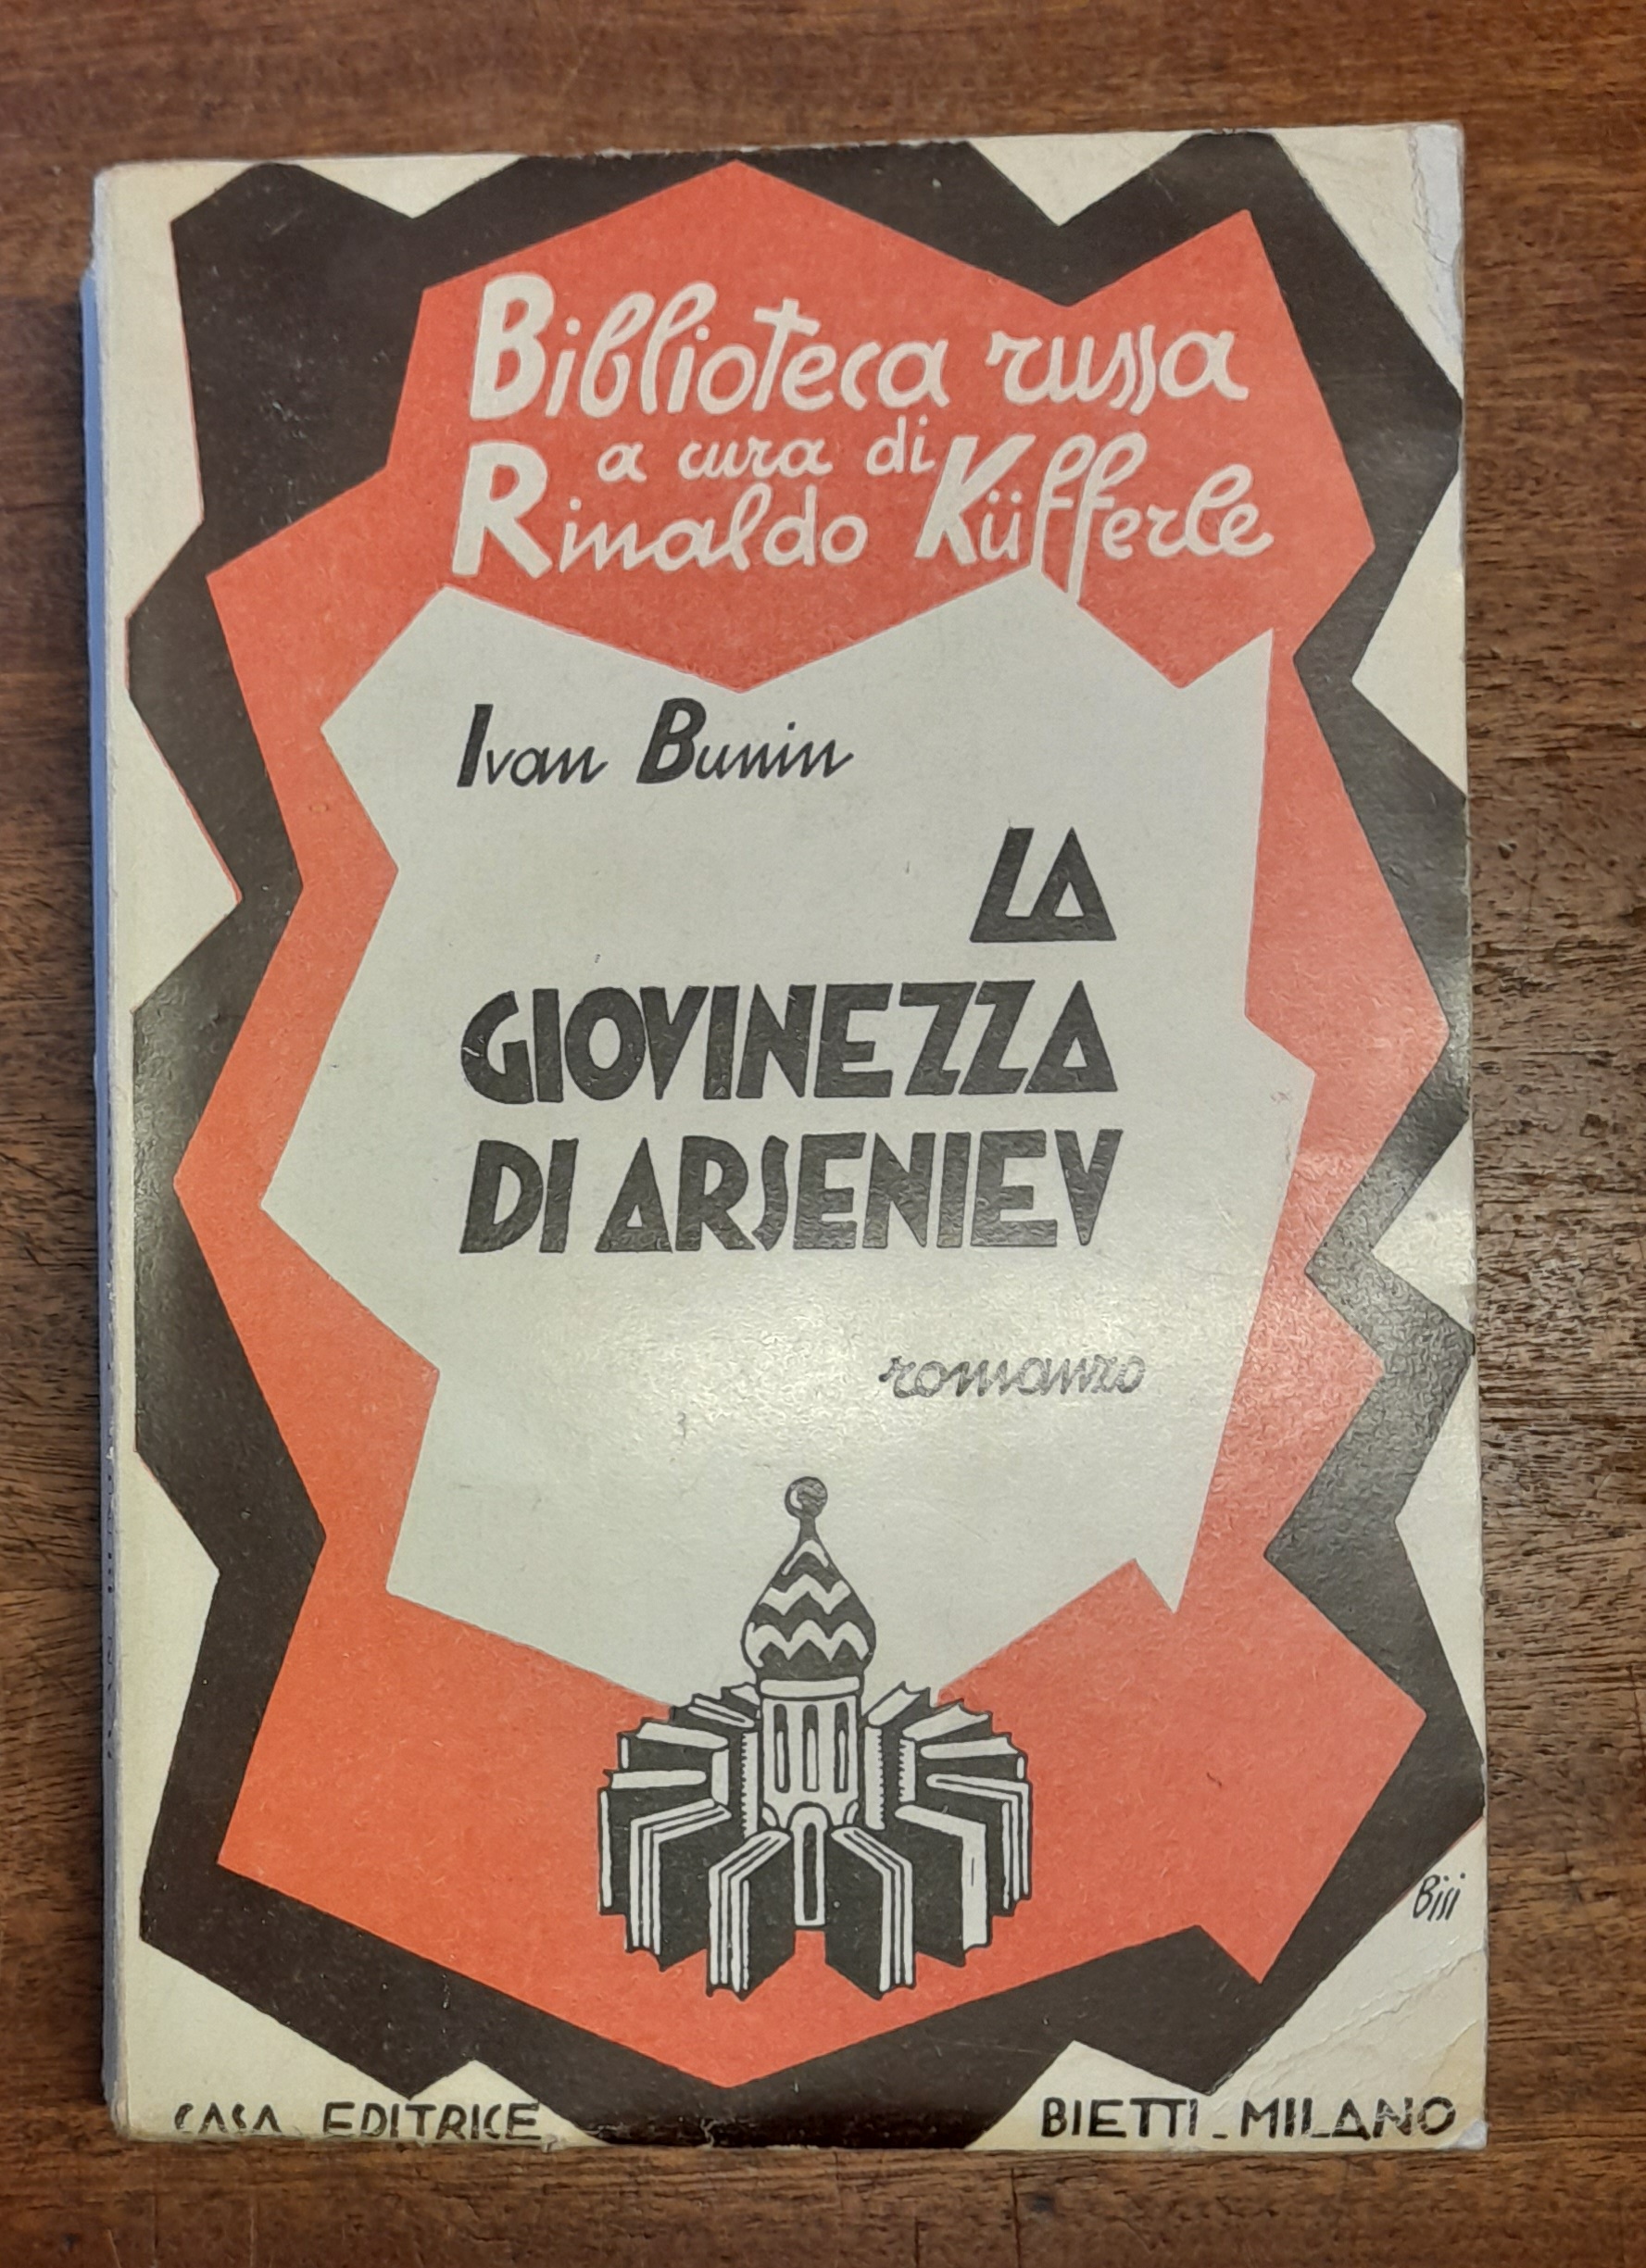 Biblioteca russa
a cura di
Rinaldo Küfferle
Ivan Bunin
LA
GIOVINEZZA
DI ARSENIEV
romanzo
Bisi
CASA EDITRICE
BIETTI - MILANO